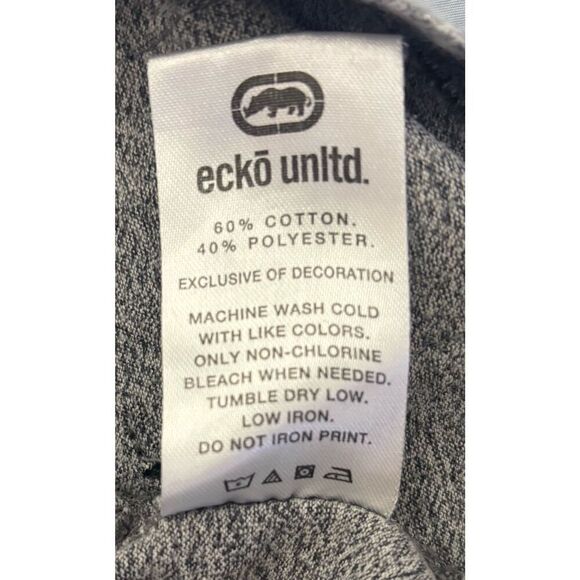 eckō unltd.
60% COTTON.
40% POLYESTER.
EXCLUSIVE OF DECORATION
MACHINE WASH COLD
WITH LIKE COLORS.
ONLY NON-CHLORINE
BLEACH WHEN NEEDED.
TUMBLE DRY LOW.
LOW IRON.
DO NOT IRON PRINT.